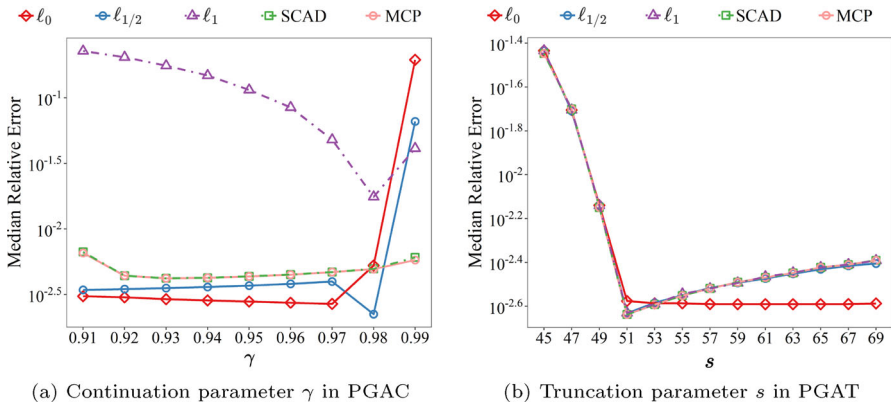 ℓ₀ ℓ₁/₂ ℓ₁ SCAD MCP
Median Relative Error
10⁻¹
10⁻¹·⁵
10⁻²
10⁻²·⁵
0.91 0.92 0.93 0.94 0.95 0.96 0.97 0.98 0.99
γ
(a) Continuation parameter γ in PGAC
ℓ₀ ℓ₁/₂ ℓ₁ SCAD MCP
Median Relative Error
10⁻¹·⁴
10⁻¹·⁶
10⁻¹·⁸
10⁻²
10⁻²·²
10⁻²·⁴
10⁻²·⁶
45 47 49 51 53 55 57 59 61 63 65 67 69
s
(b) Truncation parameter s in PGAT